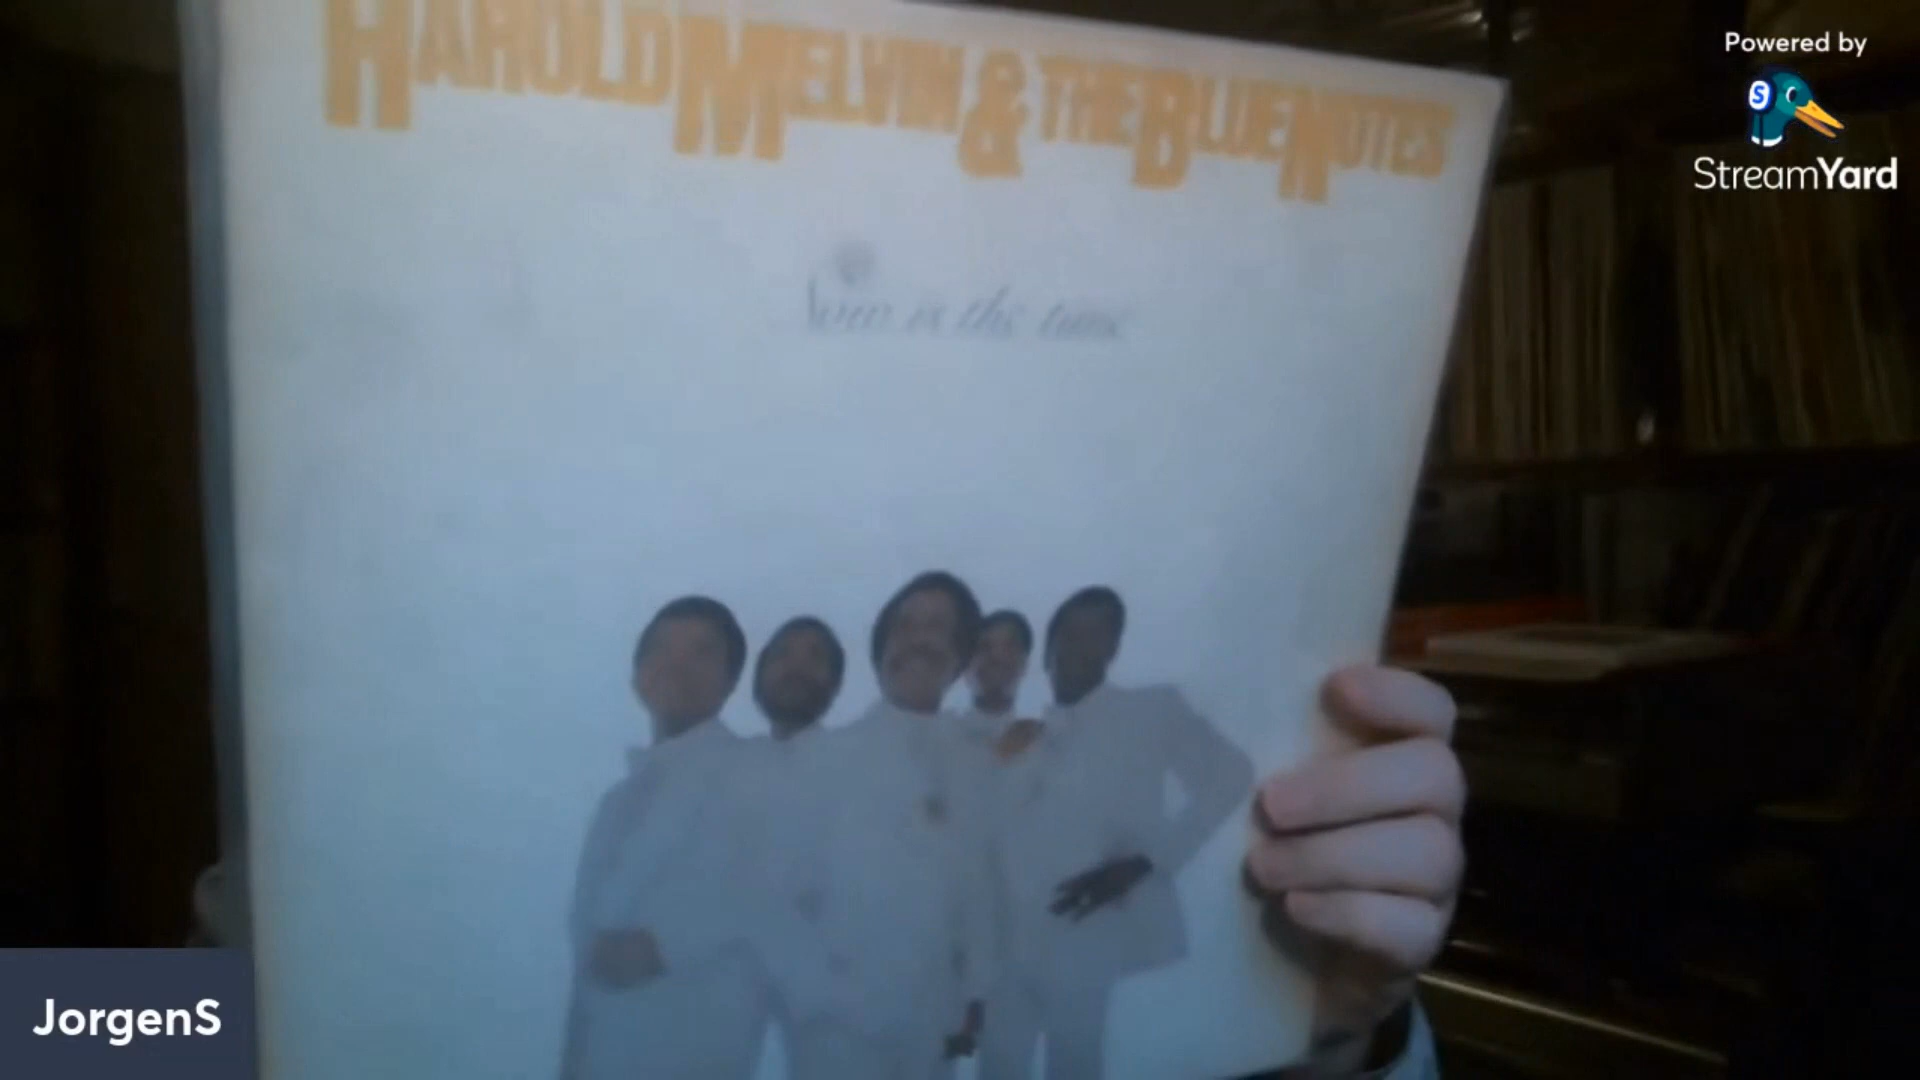 HAROLD MELVIN & THE BLUE NOTES
Now is the time
Powered by
S
StreamYard
JorgenS